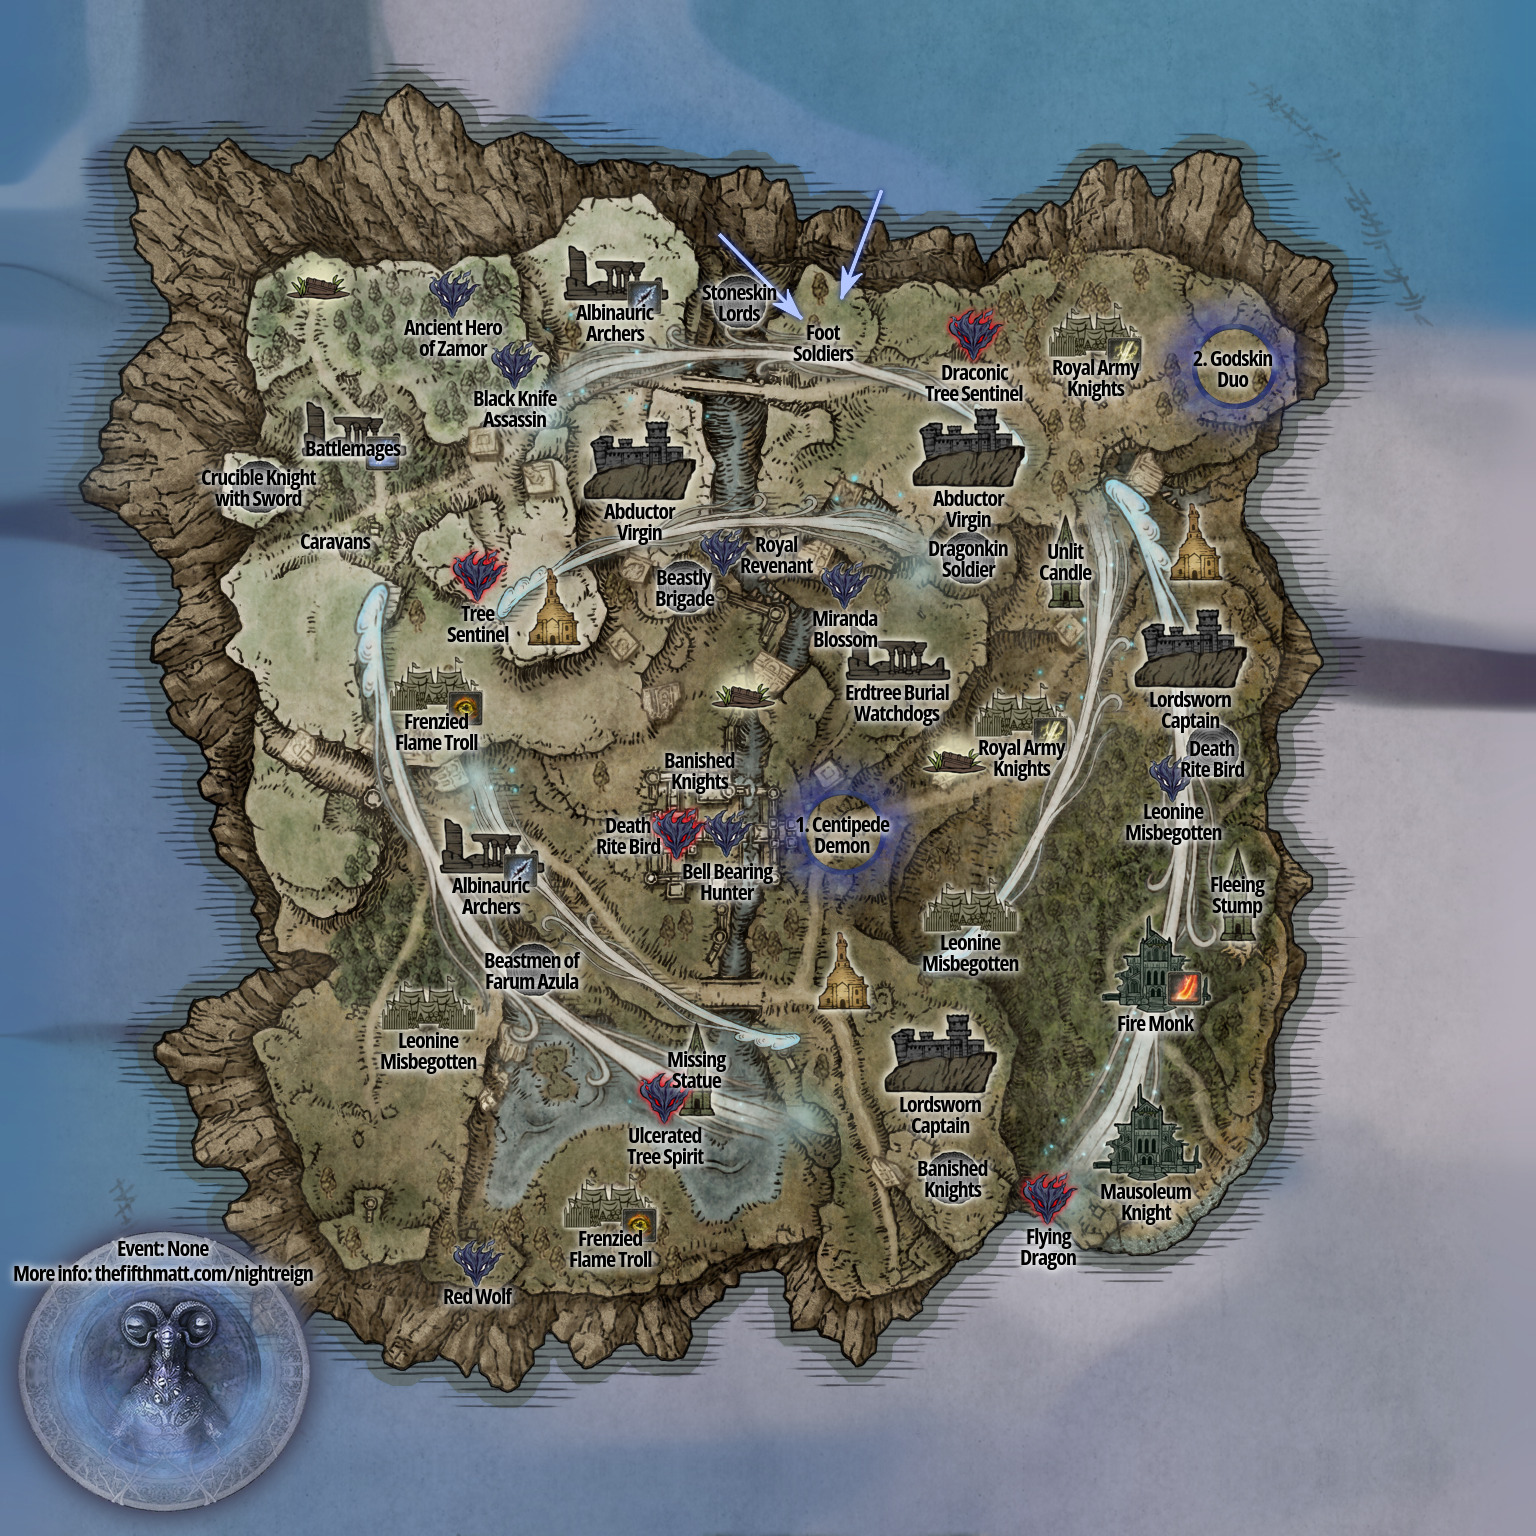 Albinauric
Archers
Stoneskin
Lords
Ancient Hero
of Zamor
Foot
Soldiers
Draconic
Tree Sentinel
Royal Army
Knights
2. Godskin
Duo
Black Knife
Assassin
Battlemages
Crucible Knight
with Sword
Caravans
Abductor
Virgin
Abductor
Virgin
Royal
Revenant
Dragonkin
Soldier
Unlit
Candle
Beastly
Brigade
Tree
Sentinel
Miranda
Blossom
Erdtree Burial
Watchdogs
Lordsworn
Captain
Frenzied
Flame Troll
Royal Army
Knights
Death
Rite Bird
Banished
Knights
Death
Rite Bird
1. Centipede
Demon
Leonine
Misbegotten
Bell Bearing
Hunter
Albinauric
Archers
Fleeing
Stump
Leonine
Misbegotten
Beastmen of
Farum Azula
Fire Monk
Leonine
Misbegotten
Missing
Statue
Lordsworn
Captain
Ulcerated
Tree Spirit
Banished
Knights
Mausoleum
Knight
Flying
Dragon
Frenzied
Flame Troll
Red Wolf
Event: None
More info: thefifthmatt.com/nightreign